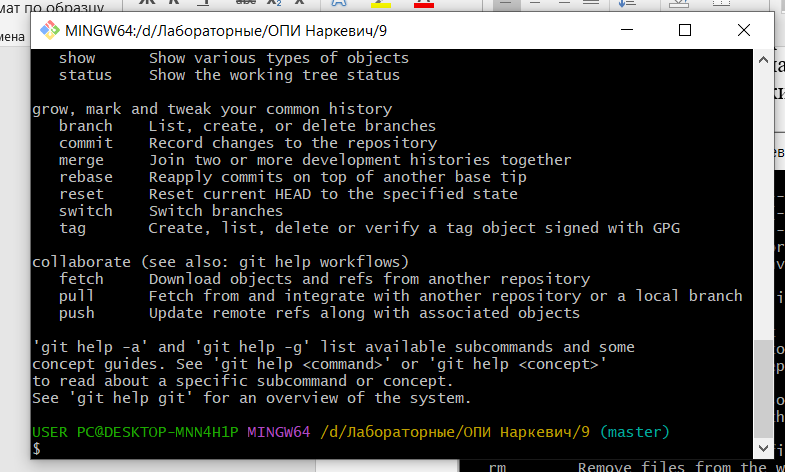 мат по образцу
мена
MINGW64:/d/Лабораторные/ОПИ Наркевич/9
show Show various types of objects
status Show the working tree status
grow, mark and tweak your common history
branch List, create, or delete branches
commit Record changes to the repository
merge Join two or more development histories together
rebase Reapply commits on top of another base tip
reset Reset current HEAD to the specified state
switch Switch branches
tag Create, list, delete or verify a tag object signed with GPG
collaborate (see also: git help workflows)
fetch Download objects and refs from another repository
pull Fetch from and integrate with another repository or a local branch
push Update remote refs along with associated objects
'git help -a' and 'git help -g' list available subcommands and some
concept guides. See 'git help <command>' or 'git help <concept>'
to read about a specific subcommand or concept.
See 'git help git' for an overview of the system.
USER PC@DESKTOP-MNN4H1P MINGW64 /d/Лабораторные/ОПИ Наркевич/9 (master)
$
rm Remove files from the w